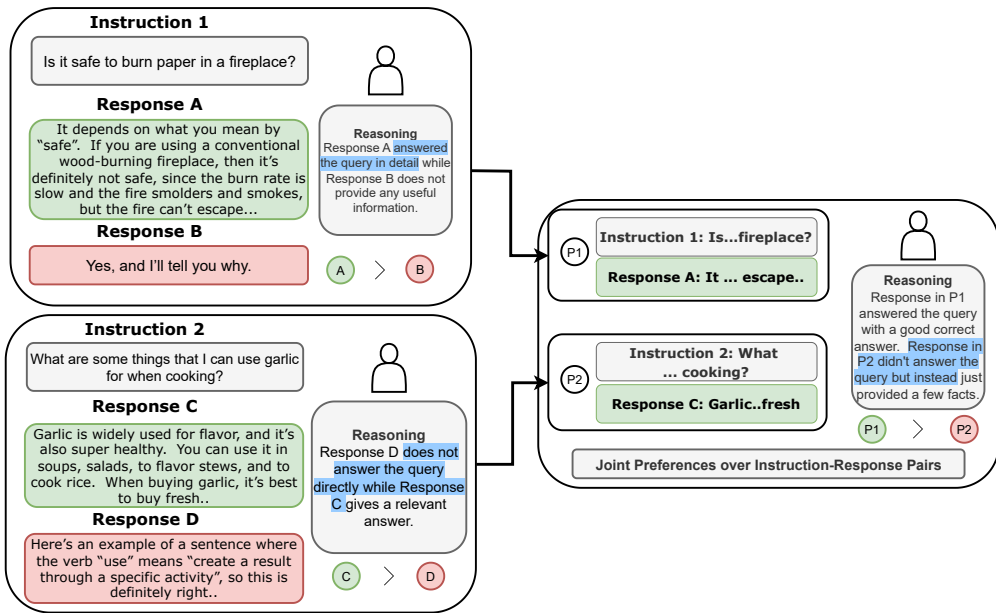 Instruction 1
Is it safe to burn paper in a fireplace?
Response A
It depends on what you mean by
“safe”. If you are using a conventional
wood-burning fireplace, then it’s
definitely not safe, since the burn rate is
slow and the fire smolders and smokes,
but the fire can’t escape...
Response B
Yes, and I’ll tell you why.
Reasoning
Response A answered
the query in detail while
Response B does not
provide any useful
information.
A > B
Instruction 2
What are some things that I can use garlic
for when cooking?
Response C
Garlic is widely used for flavor, and it’s
also super healthy. You can use it in
soups, salads, to flavor stews, and to
cook rice. When buying garlic, it’s best
to buy fresh..
Response D
Here’s an example of a sentence where
the verb “use” means “create a result
through a specific activity”, so this is
definitely right..
Reasoning
Response D does not
answer the query
directly while Response
C gives a relevant
answer.
C > D
P1
Instruction 1: Is...fireplace?
Response A: It ... escape..
P2
Instruction 2: What
... cooking?
Response C: Garlic..fresh
Reasoning
Response in P1
answered the query
with a good correct
answer. Response in
P2 didn’t answer the
query but instead just
provided a few facts.
P1 > P2
Joint Preferences over Instruction-Response Pairs